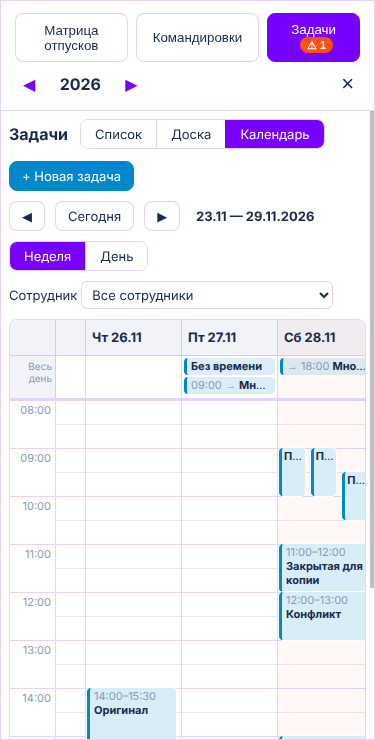 Матрица
отпусков
Командировки
Задачи
⚠ 1
◀ 2026 ▶ ×
Задачи Список Доска Календарь
+ Новая задача
◀ Сегодня ▶ 23.11 — 29.11.2026
Неделя День
Сотрудник Все сотрудники
Чт 26.11 Пт 27.11 Сб 28.11
Весь
день
Без времени → 18:00 Мно...
09:00 → Мн...
08:00
09:00 П... П...
П...
10:00
11:00 11:00–12:00
Закрытая для
копии
12:00 12:00–13:00
Конфликт
13:00
14:00 14:00–15:30
Оригинал